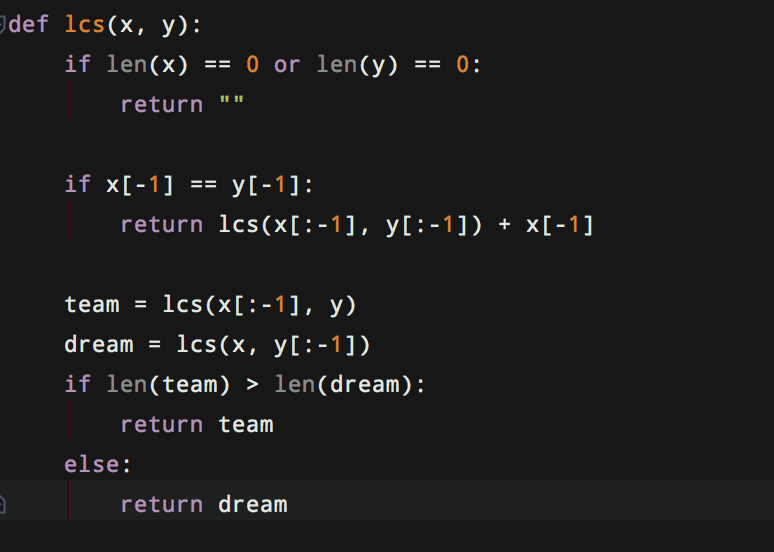 def lcs(x, y):
    if len(x) == 0 or len(y) == 0:
        return ""

    if x[-1] == y[-1]:
        return lcs(x[:-1], y[:-1]) + x[-1]

    team = lcs(x[:-1], y)
    dream = lcs(x, y[:-1])
    if len(team) > len(dream):
        return team
    else:
        return dream